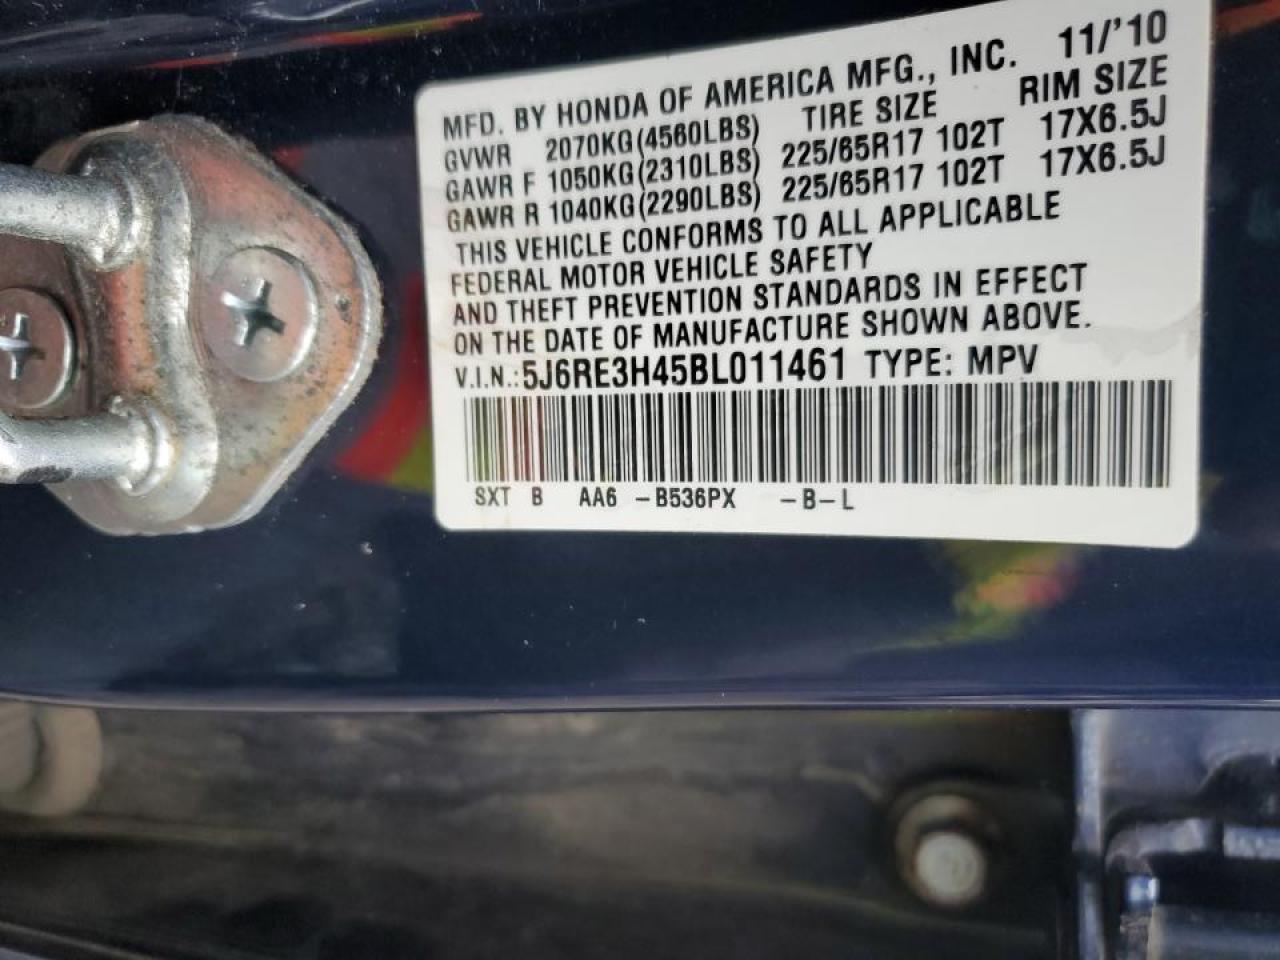 MFD. BY HONDA OF AMERICA MFG., INC. 11/'10
GVWR 2070KG(4560LBS) TIRE SIZE RIM SIZE
GAWR F 1050KG(2310LBS) 225/65R17 102T 17X6.5J
GAWR R 1040KG(2290LBS) 225/65R17 102T 17X6.5J
THIS VEHICLE CONFORMS TO ALL APPLICABLE
FEDERAL MOTOR VEHICLE SAFETY
AND THEFT PREVENTION STANDARDS IN EFFECT
ON THE DATE OF MANUFACTURE SHOWN ABOVE.
V.I.N.:5J6RE3H45BL011461 TYPE: MPV
SXT B AA6 -B536PX -B-L